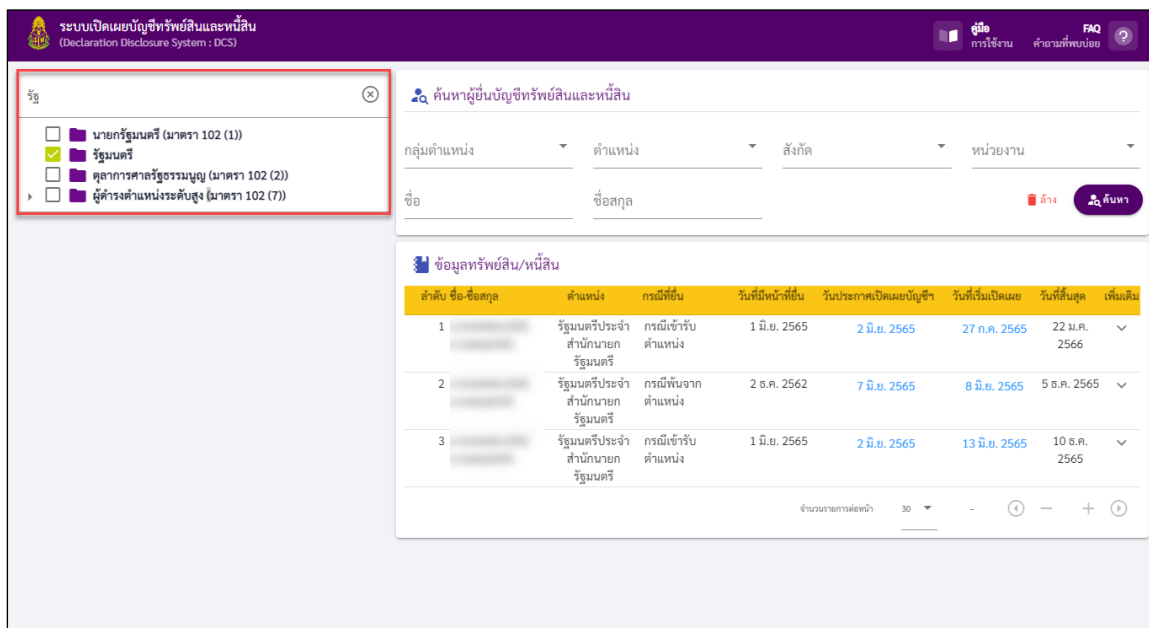 ระบบเปิดเผยบัญชีทรัพย์สินและหนี้สิน
(Declaration Disclosure System : DCS)
คู่มือ
การใช้งาน
FAQ
คำถามที่พบบ่อย
รัฐ
นายกรัฐมนตรี (มาตรา 102 (1))
รัฐมนตรี
ตุลาการศาลรัฐธรรมนูญ (มาตรา 102 (2))
ผู้ดำรงตำแหน่งระดับสูง (มาตรา 102 (7))
ค้นหาผู้ยื่นบัญชีทรัพย์สินและหนี้สิน
กลุ่มตำแหน่ง ตำแหน่ง สังกัด หน่วยงาน
ชื่อ ชื่อสกุล ล้าง ค้นหา
ข้อมูลทรัพย์สิน/หนี้สิน
ลำดับ ชื่อ-ชื่อสกุล ตำแหน่ง กรณีที่ยื่น วันที่มีหน้าที่ยื่น วันประกาศเปิดเผยบัญชีฯ วันที่เริ่มเปิดเผย วันที่สิ้นสุด เพิ่มเติม
1 รัฐมนตรีประจำ กรณีเข้ารับ 1 มิ.ย. 2565 2 มิ.ย. 2565 27 ก.ค. 2565 22 ม.ค.
สำนักนายก ตำแหน่ง 2566
รัฐมนตรี
2 รัฐมนตรีประจำ กรณีพ้นจาก 2 ธ.ค. 2562 7 มิ.ย. 2565 8 มิ.ย. 2565 5 ธ.ค. 2565
สำนักนายก ตำแหน่ง
รัฐมนตรี
3 รัฐมนตรีประจำ กรณีเข้ารับ 1 มิ.ย. 2565 2 มิ.ย. 2565 13 มิ.ย. 2565 10 ธ.ค.
สำนักนายก ตำแหน่ง 2565
รัฐมนตรี
จำนวนรายการต่อหน้า 30 -